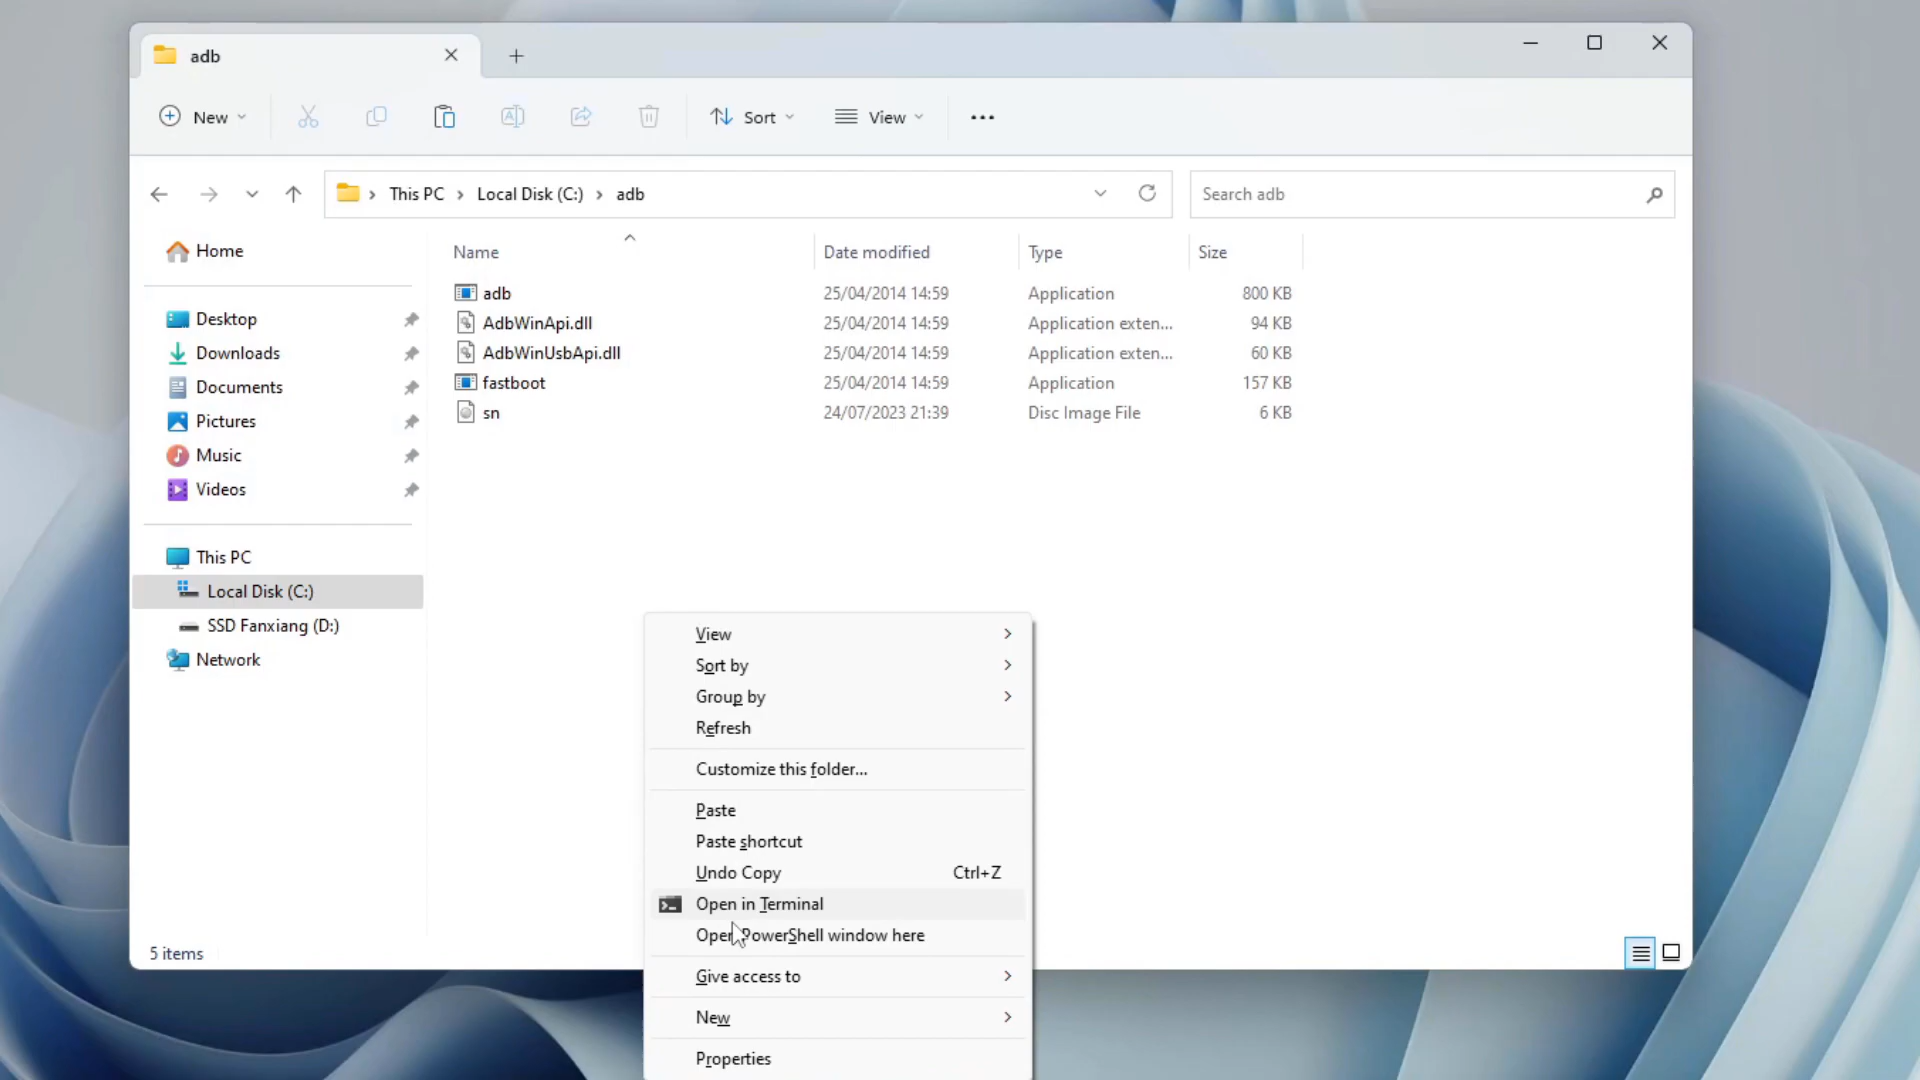 adb
New
Sort
View
This PC
Local Disk (C:)
adb
Search adb
Home
Name
Date modified
Type
Size
adb 25/04/2014 14:59 Application 800 KB
AdbWinApi.dll 25/04/2014 14:59 Application exten... 94 KB
AdbWinUsbApi.dll 25/04/2014 14:59 Application exten... 60 KB
fastboot 25/04/2014 14:59 Application 157 KB
sn 24/07/2023 21:39 Disc Image File 6 KB
Desktop
Downloads
Documents
Pictures
Music
Videos
This PC
Local Disk (C:)
SSD Fanxiang (D:)
Network
View
Sort by
Group by
Refresh
Customize this folder...
Paste
Paste shortcut
Undo Copy Ctrl+Z
Open in Terminal
Open PowerShell window here
Give access to
New
Properties
5 items